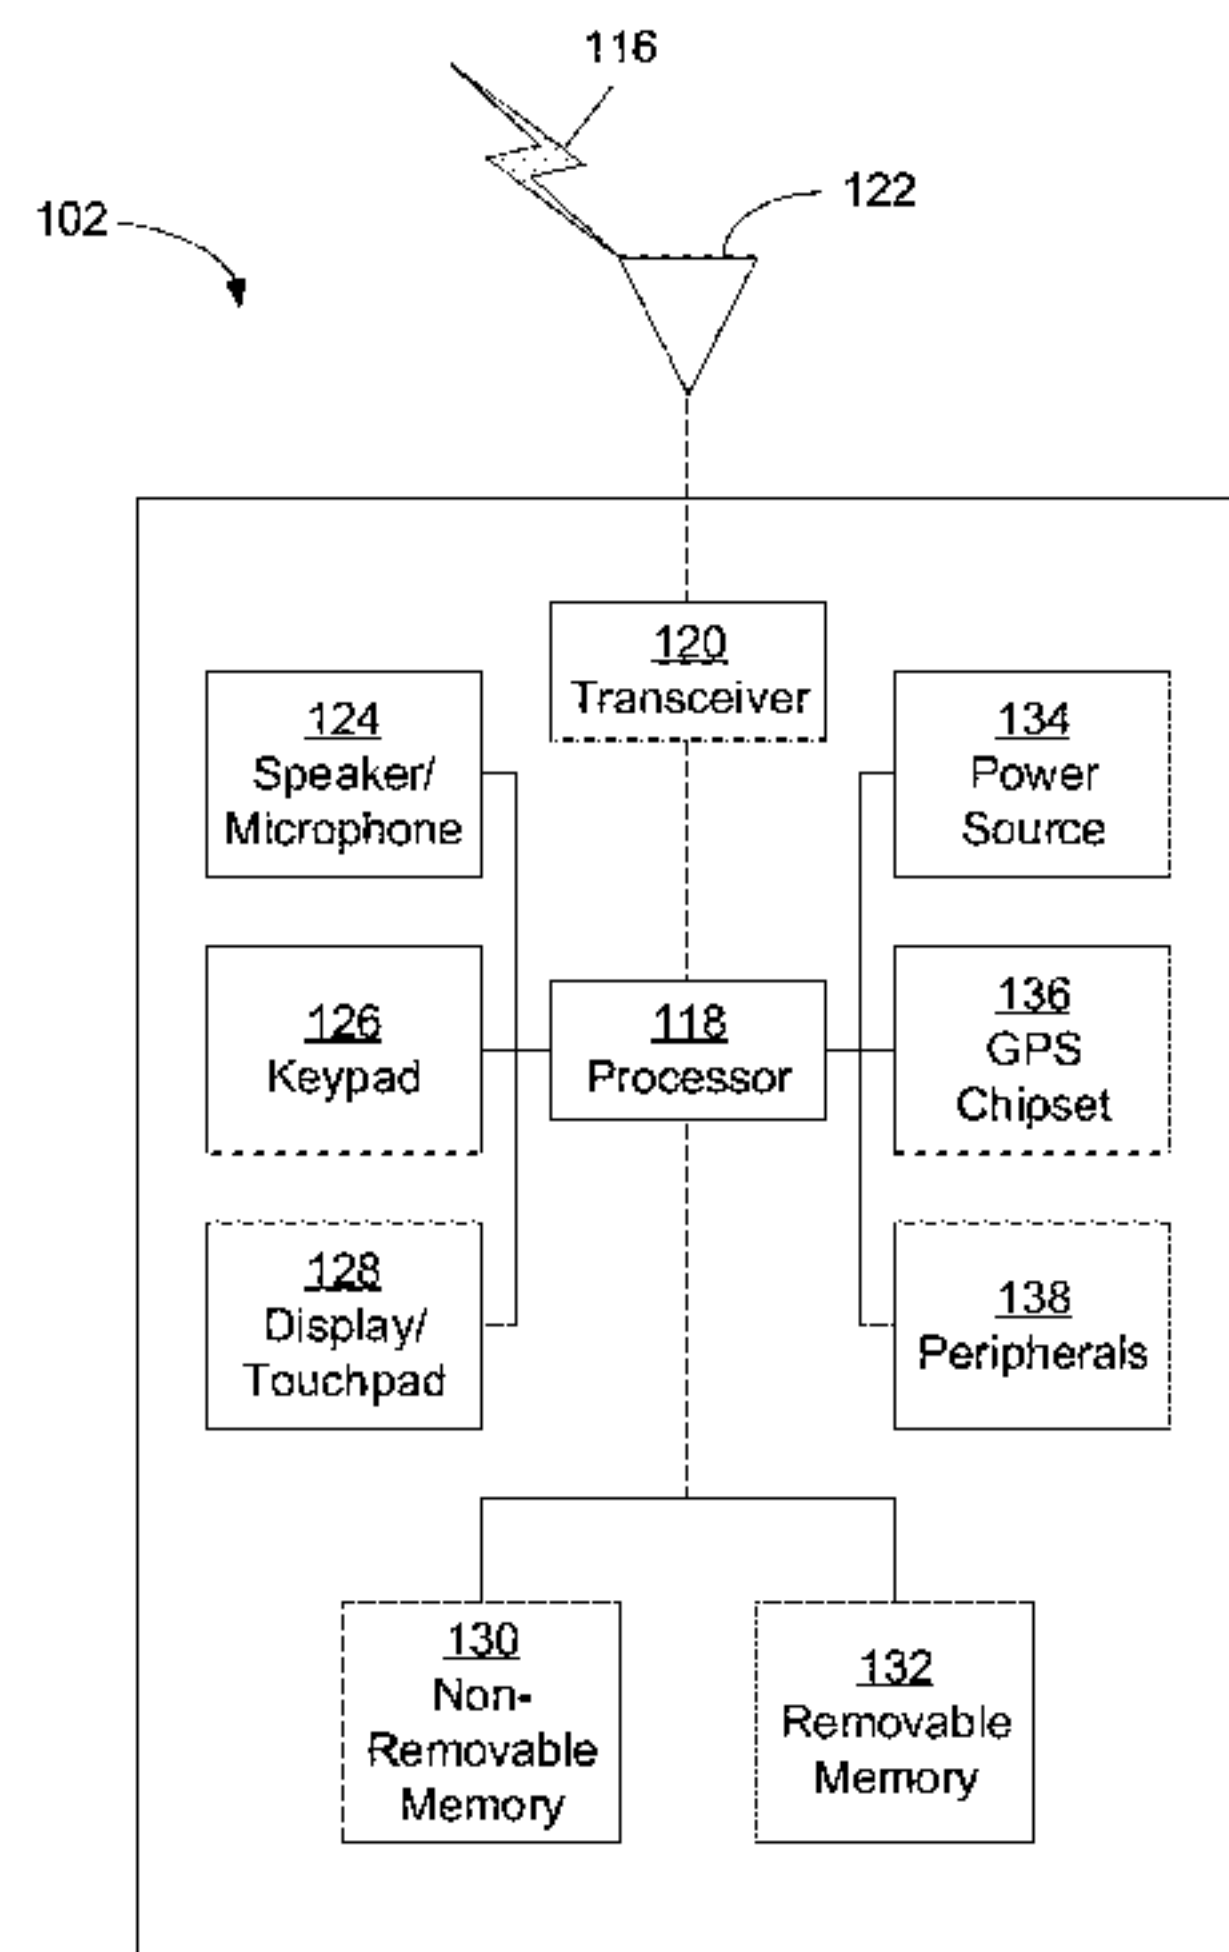 116
122
102
120
Transceiver
124
Speaker/
Microphone
134
Power
Source
126
Keypad
118
Processor
136
GPS
Chipset
128
Display/
Touchpad
138
Peripherals
130
Non-
Removable
Memory
132
Removable
Memory